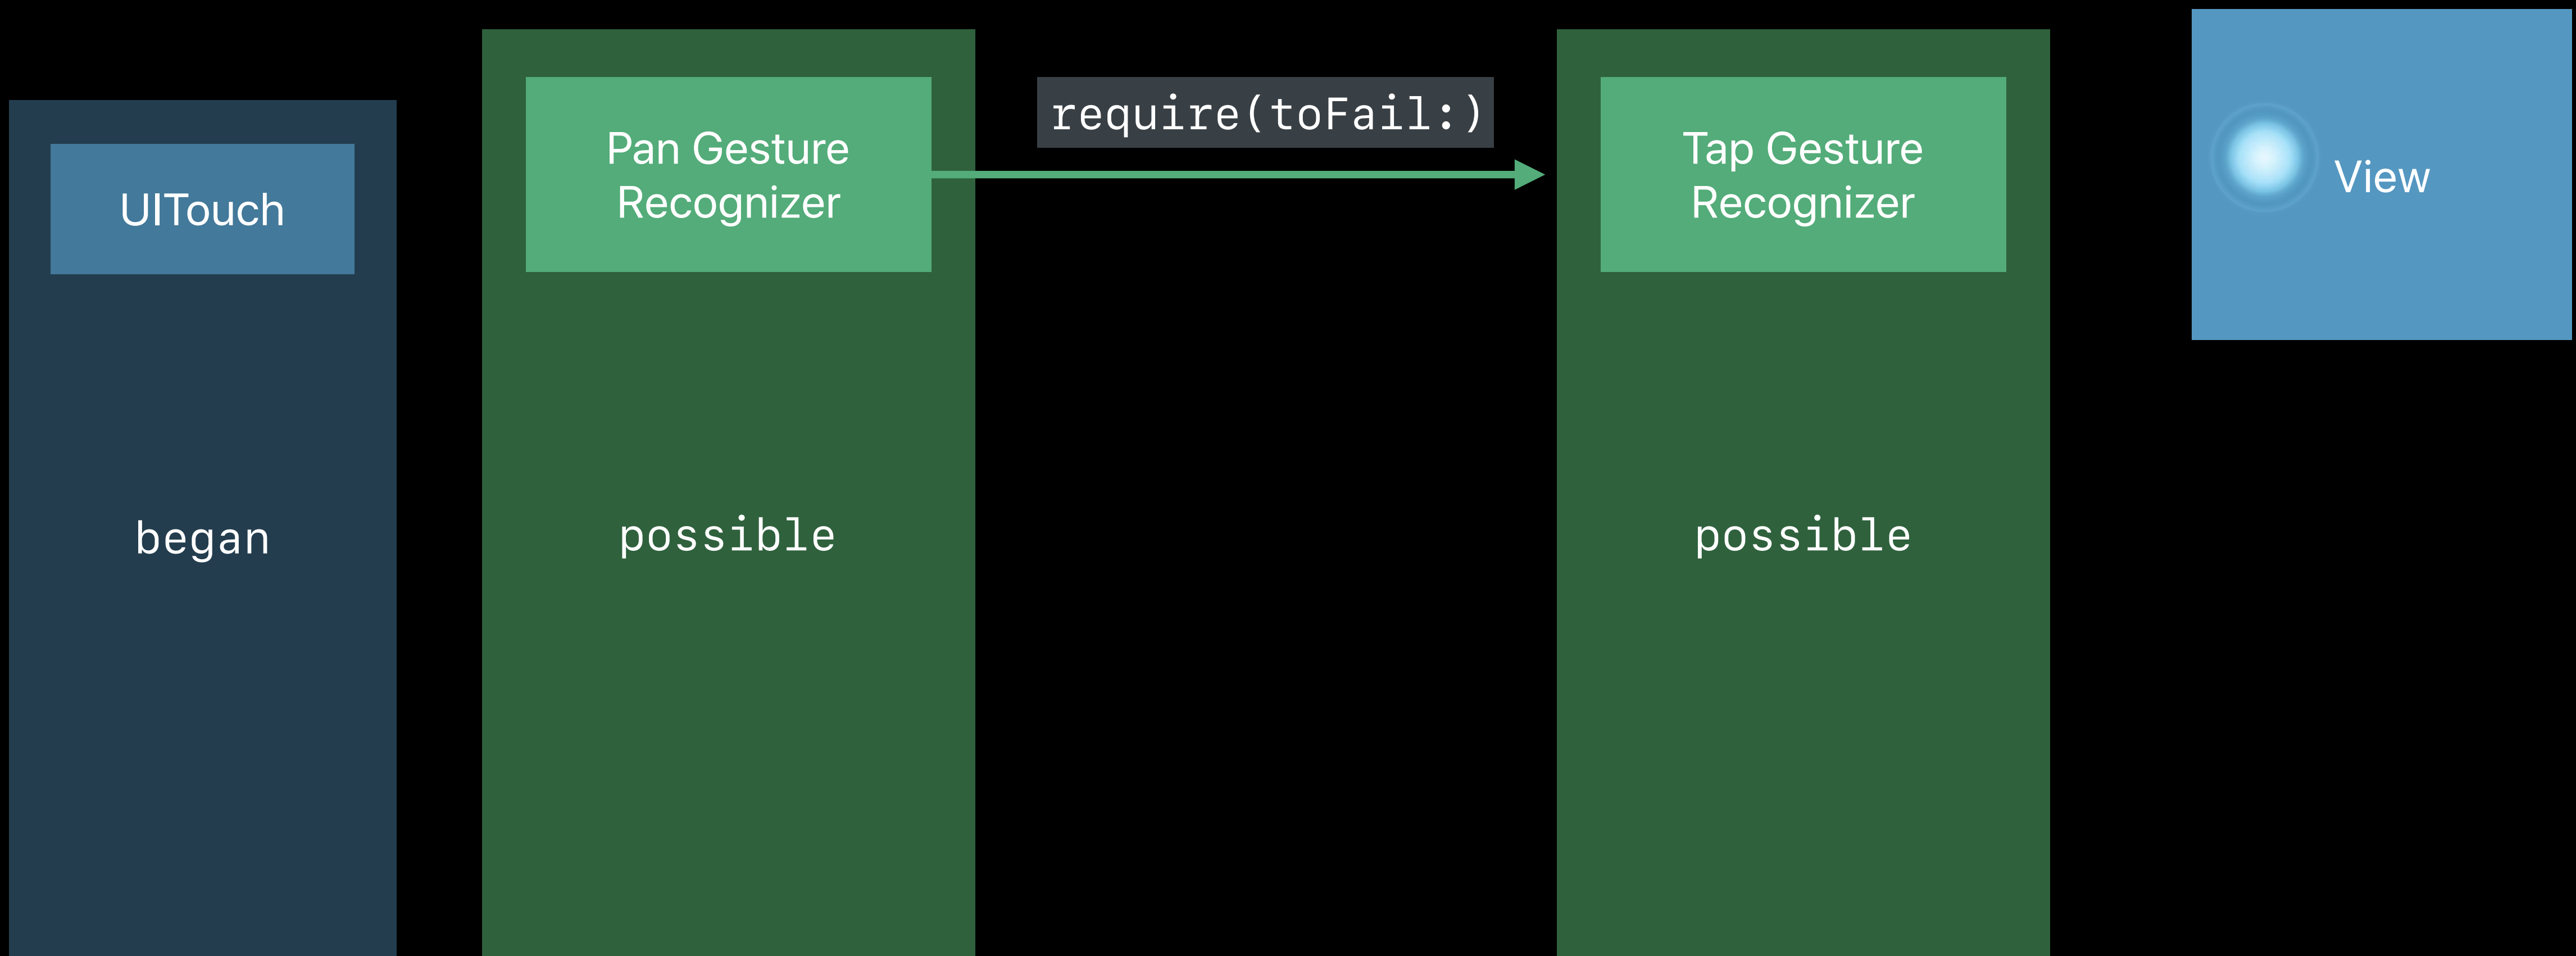 UITouch
Pan Gesture
Recognizer
require(toFail:)
Tap Gesture
Recognizer
View
began
possible
possible